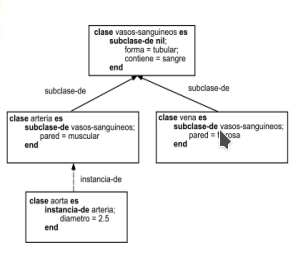 clase vasos-sanguineos es
subclase-de nil;
forma = tubular;
contiene = sangre
end
subclase-de
subclase-de
clase arteria es
subclase-de vasos-sanguineos;
pared = muscular
end
clase vena es
subclase-de vasos-sanguineos;
pared =
end
instancia-de
clase aorta es
instancia-de arteria;
diametro = 2.5
end